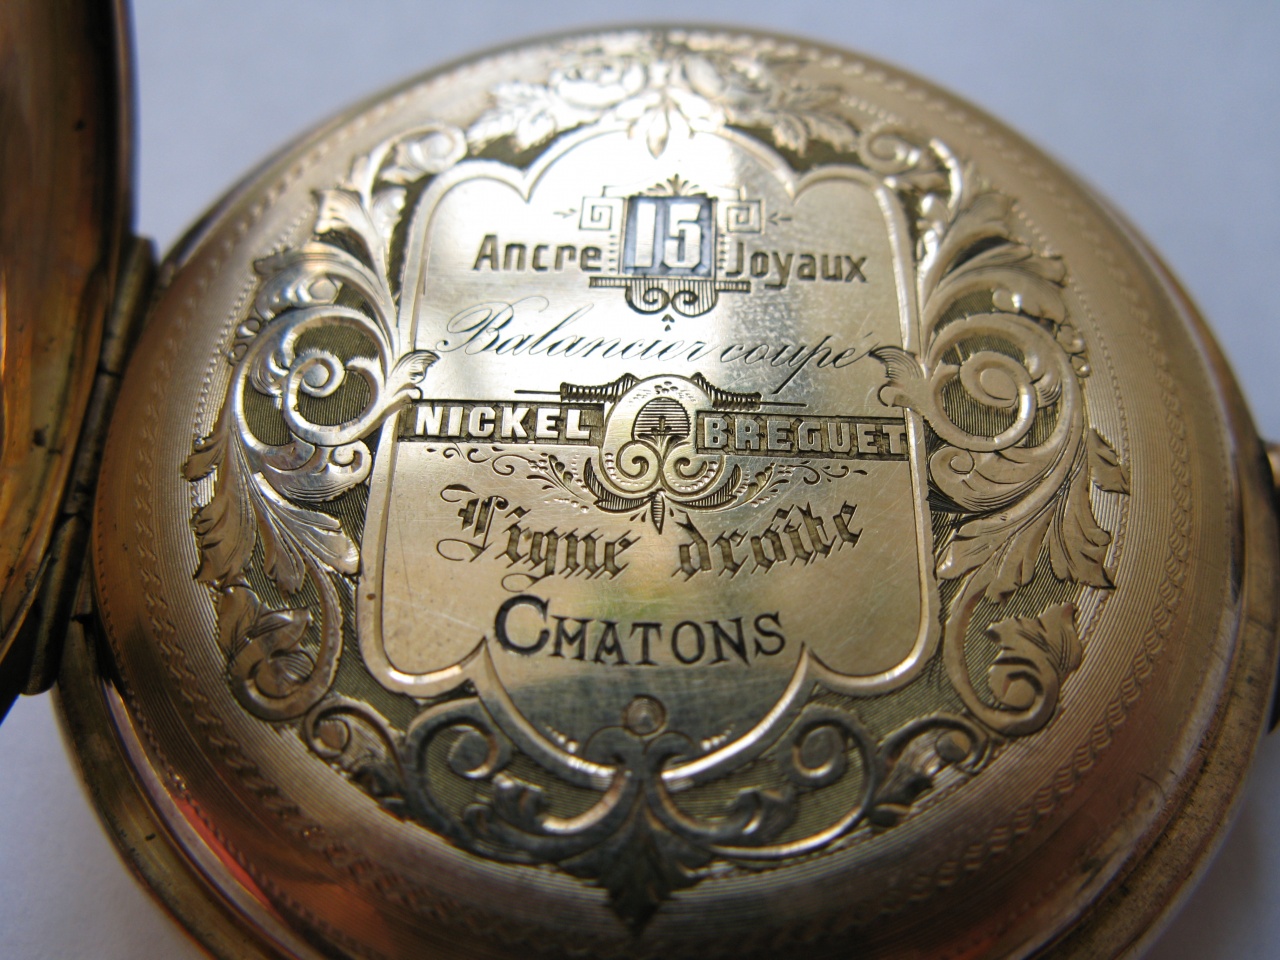 Ancre 15 Joyaux
Balancier coupé
NICKEL BREGUET
Ligne droite
CHATONS